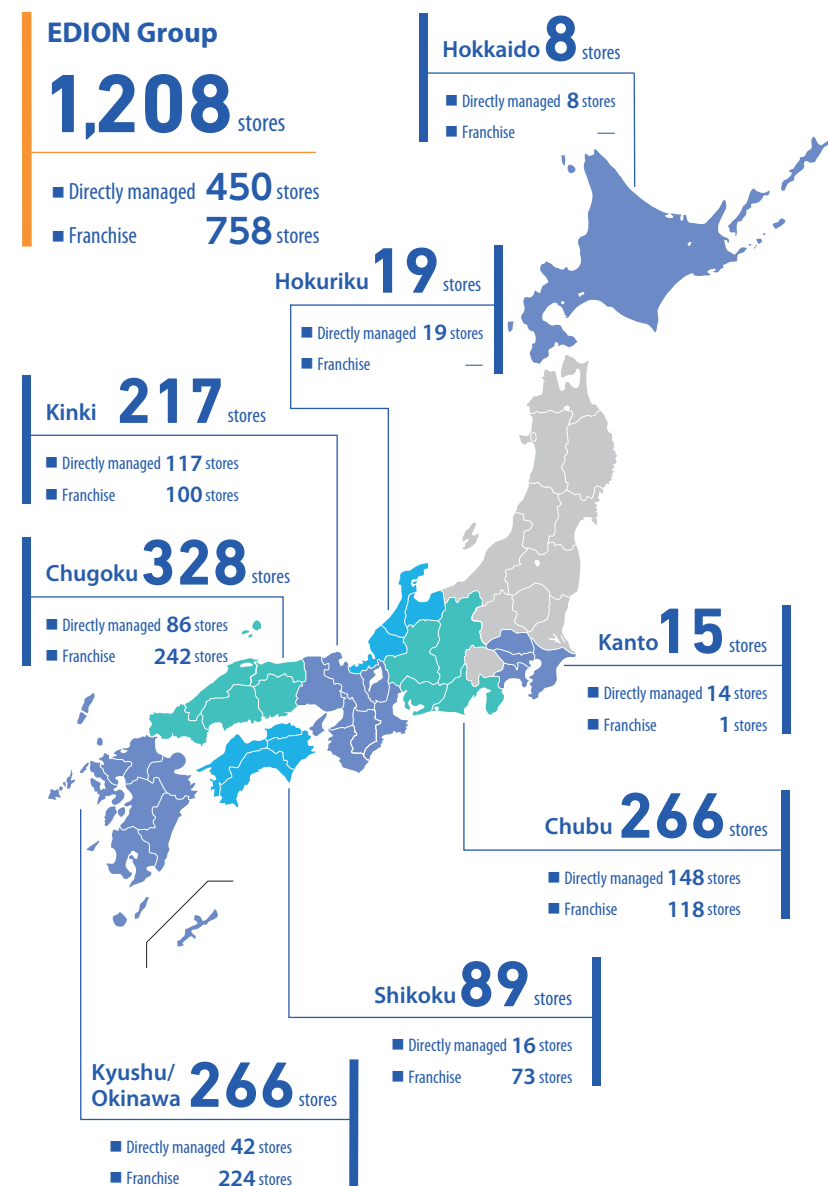 EDION Group
1,208 stores
■ Directly managed 450 stores
■ Franchise 758 stores
Hokkaido 8 stores
■ Directly managed 8 stores
■ Franchise —
Hokuriku 19 stores
■ Directly managed 19 stores
■ Franchise —
Kinki 217 stores
■ Directly managed 117 stores
■ Franchise 100 stores
Chugoku 328 stores
■ Directly managed 86 stores
■ Franchise 242 stores
Kanto 15 stores
■ Directly managed 14 stores
■ Franchise 1 stores
Chubu 266 stores
■ Directly managed 148 stores
■ Franchise 118 stores
Shikoku 89 stores
■ Directly managed 16 stores
■ Franchise 73 stores
Kyushu/
Okinawa 266 stores
■ Directly managed 42 stores
■ Franchise 224 stores